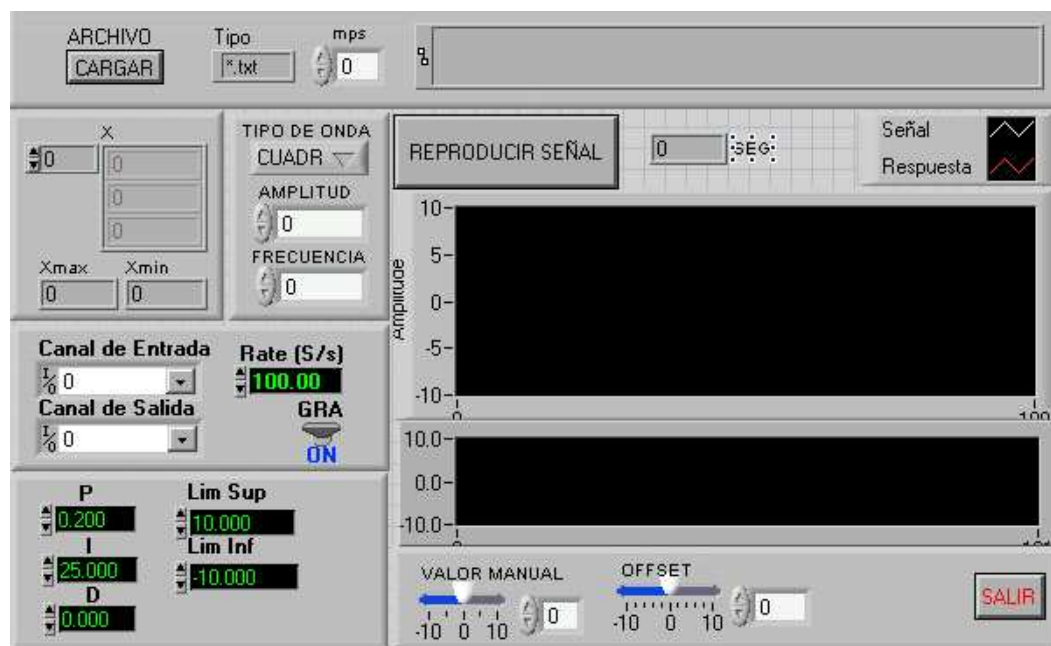 ARCHIVO Tipo mps
CARGAR *.txt 0
X
0 0
0
0
Xmax Xmin
0 0
TIPO DE ONDA
CUADR
AMPLITUD
0
FRECUENCIA
0
REPRODUCIR SEÑAL 0 SEG
Señal
Respuesta
Amplitude
10
5
0
-5
-10
0 100
Canal de Entrada
I/O 0
Canal de Salida
I/O 0
Rate (S/s)
100.00
GRA
ON
10.0
0.0
-10.0
0 101
P
0.200
I
25.000
D
0.000
Lim Sup
10.000
Lim Inf
-10.000
VALOR MANUAL
-10 0 10 0
OFFSET
-10 0 10 0
SALIR